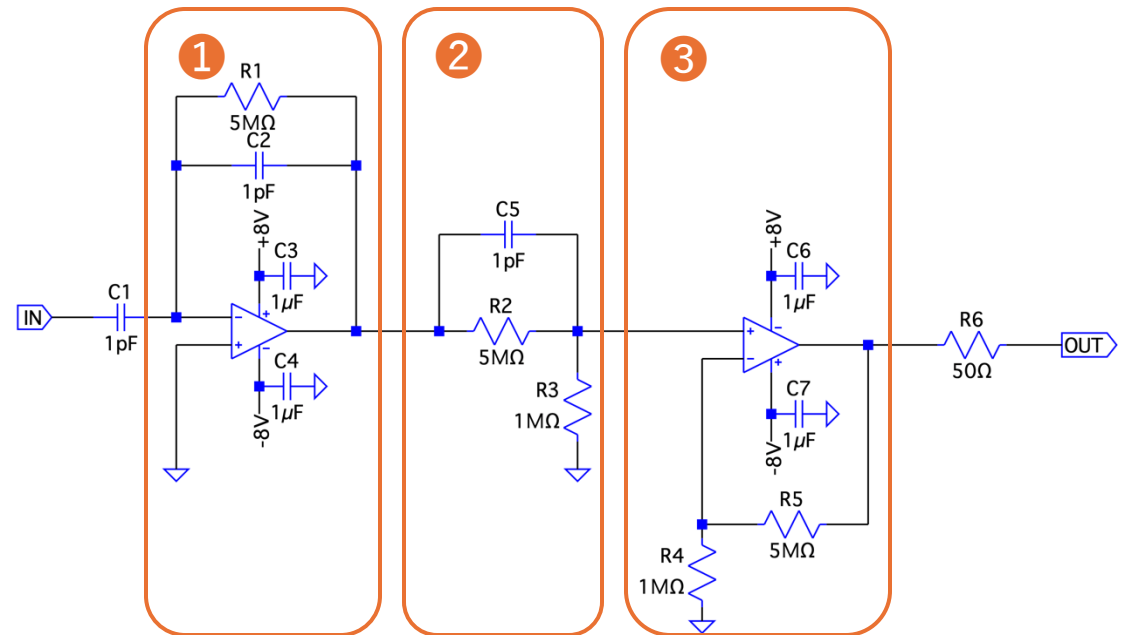 1
2
3
R1
5MΩ
C2
1pF
+8V
C3
1µF
C4
1µF
-8V
IN
C1
1pF
+
-
-
+
C5
1pF
R2
5MΩ
R3
1MΩ
+8V
C6
1µF
-
+
+
-
C7
1µF
-8V
R5
5MΩ
R4
1MΩ
R6
50Ω
OUT